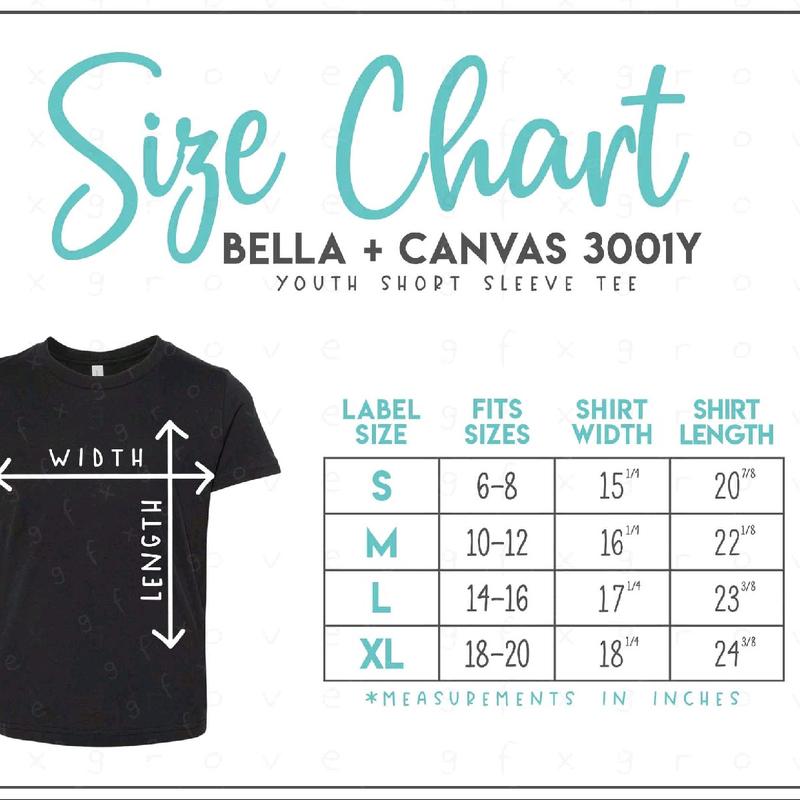 Size Chart
BELLA + CANVAS 3001Y
YOUTH SHORT SLEEVE TEE
WIDTH
LENGTH
LABEL SIZE FITS SIZES SHIRT WIDTH SHIRT LENGTH
S 6-8 15 1/4 20 7/8
M 10-12 16 1/4 22 1/8
L 14-16 17 1/4 23 3/8
XL 18-20 18 1/4 24 3/8
*MEASUREMENTS IN INCHES
gfxgrove